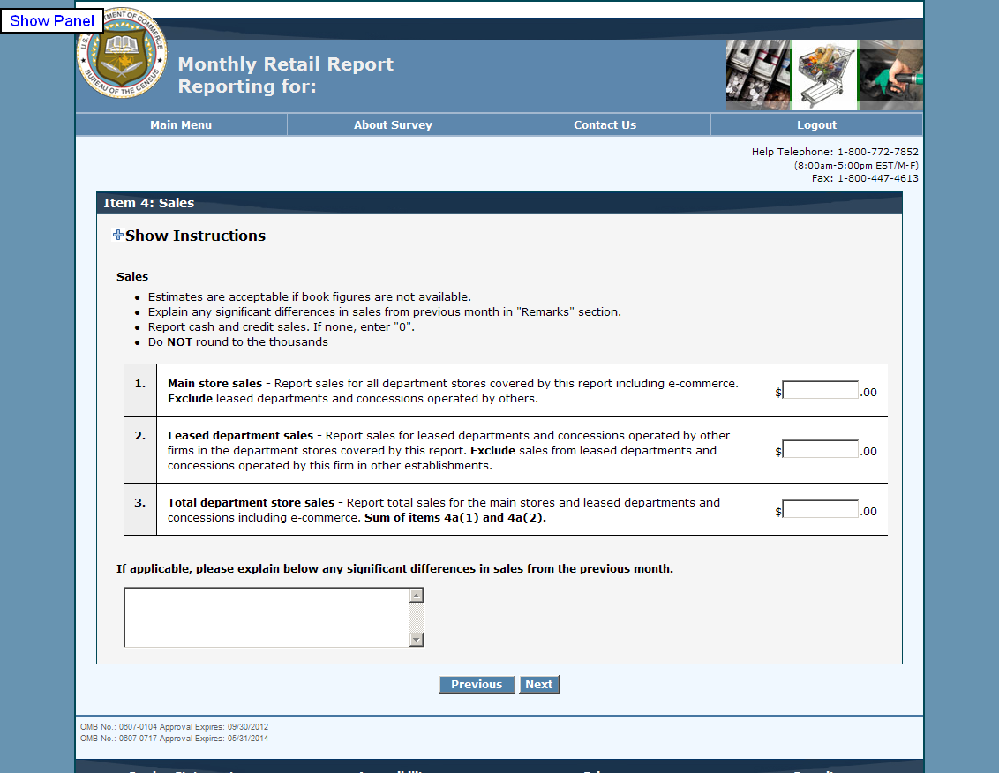 Show Panel
Monthly Retail Report
Reporting for:
Main Menu
About Survey
Contact Us
Logout
Help Telephone: 1-800-772-7852
(8:00am-5:00pm EST/M-F)
Fax: 1-800-447-4613
Item 4: Sales
Show Instructions
Sales
Estimates are acceptable if book figures are not available.
Explain any significant differences in sales from previous month in "Remarks" section.
Report cash and credit sales. If none, enter "0".
Do NOT round to the thousands
1.
Main store sales - Report sales for all department stores covered by this report including e-commerce.
Exclude leased departments and concessions operated by others.
$ .00
2.
Leased department sales - Report sales for leased departments and concessions operated by other
firms in the department stores covered by this report. Exclude sales from leased departments and
concessions operated by this firm in other establishments.
$ .00
3.
Total department store sales - Report total sales for the main stores and leased departments and
concessions including e-commerce. Sum of items 4a(1) and 4a(2).
$ .00
If applicable, please explain below any significant differences in sales from the previous month.
Previous
Next
OMB No.: 0607-0104 Approval Expires: 09/30/2012
OMB No.: 0607-0717 Approval Expires: 05/31/2014